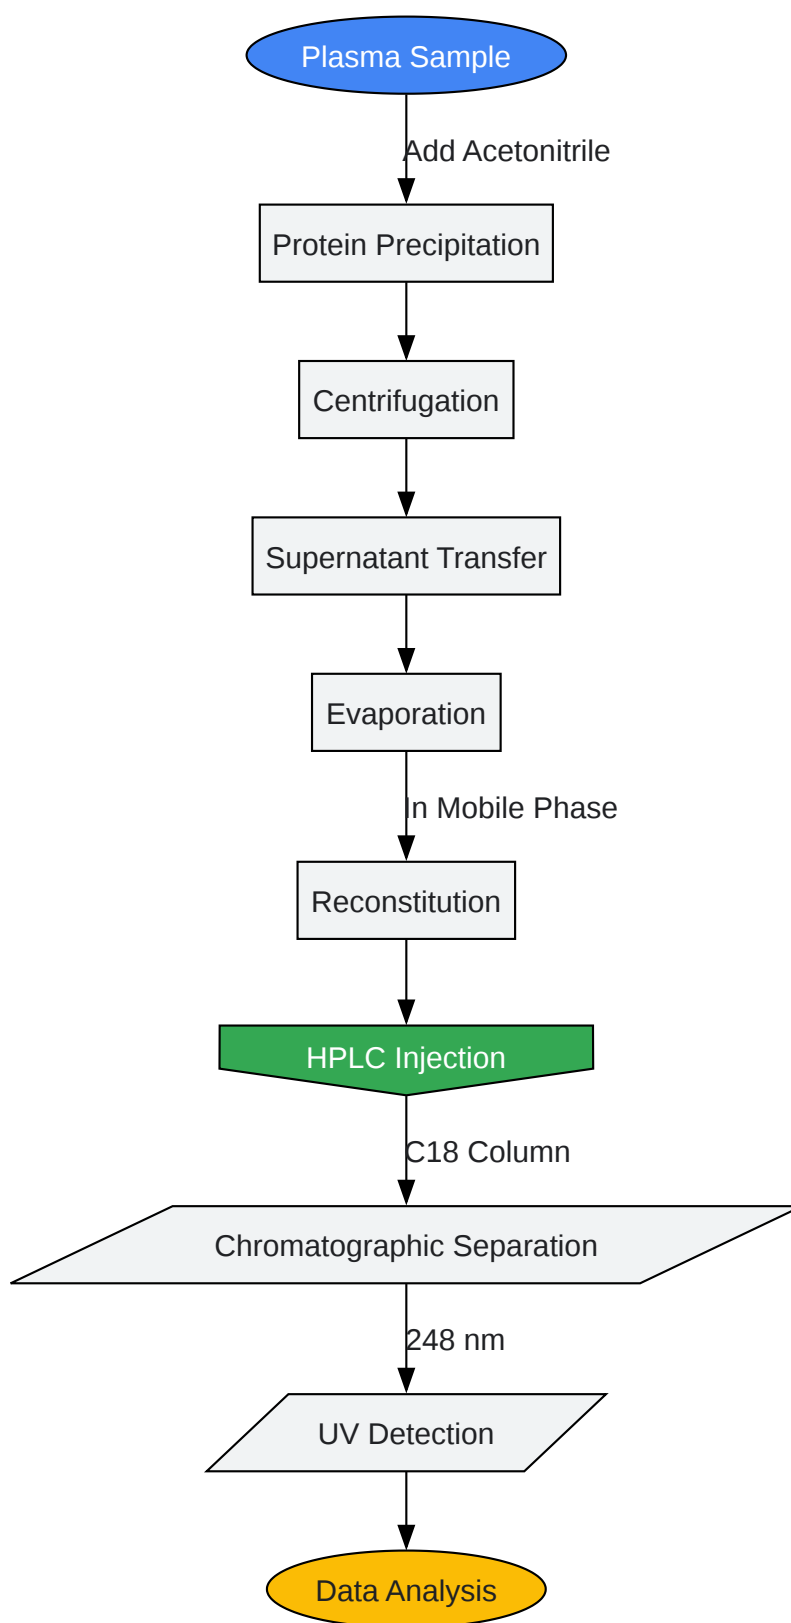 Plasma Sample
Add Acetonitrile
Protein Precipitation
Centrifugation
Supernatant Transfer
Evaporation
In Mobile Phase
Reconstitution
HPLC Injection
C18 Column
Chromatographic Separation
248 nm
UV Detection
Data Analysis